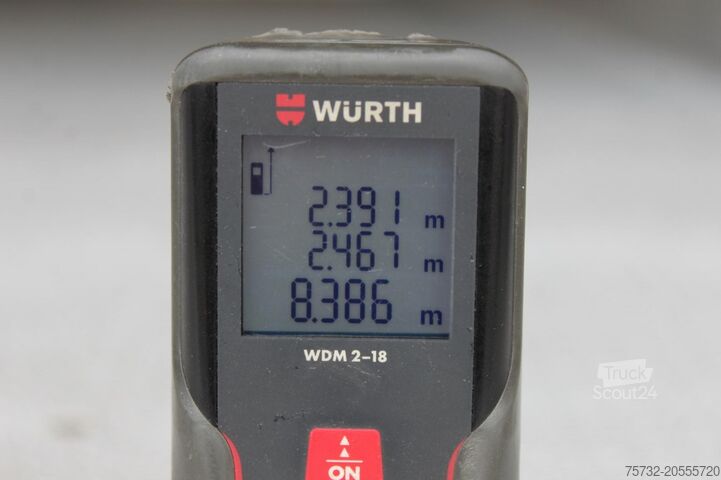 WÜRTH
2.391 m
2.467 m
8.386 m
WDM 2-18
Truck
Scout24
ON
75732-20555720